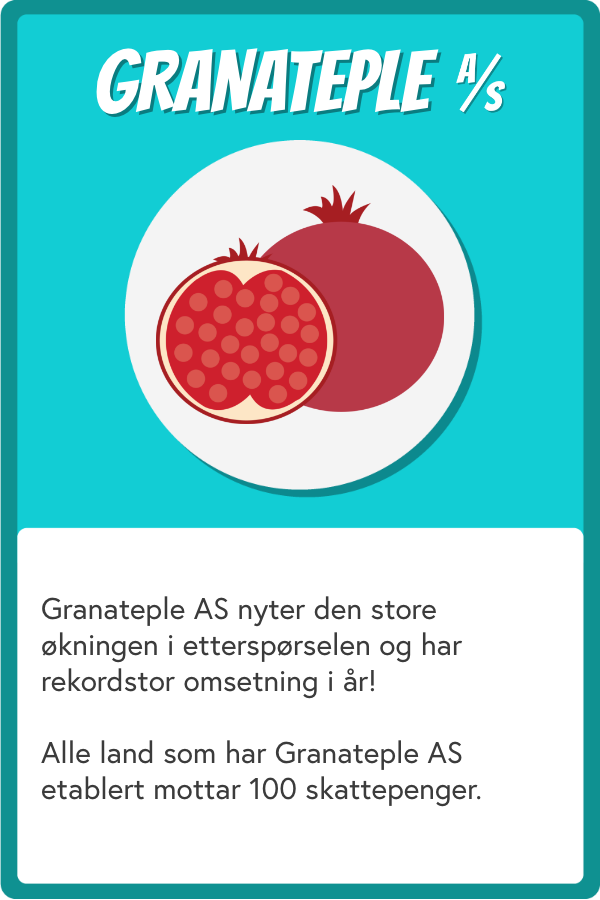 GRANATEPLE A/S
Granateple AS nyter den store
økningen i etterspørselen og har
rekordstor omsetning i år!
Alle land som har Granateple AS
etablert mottar 100 skattepenger.